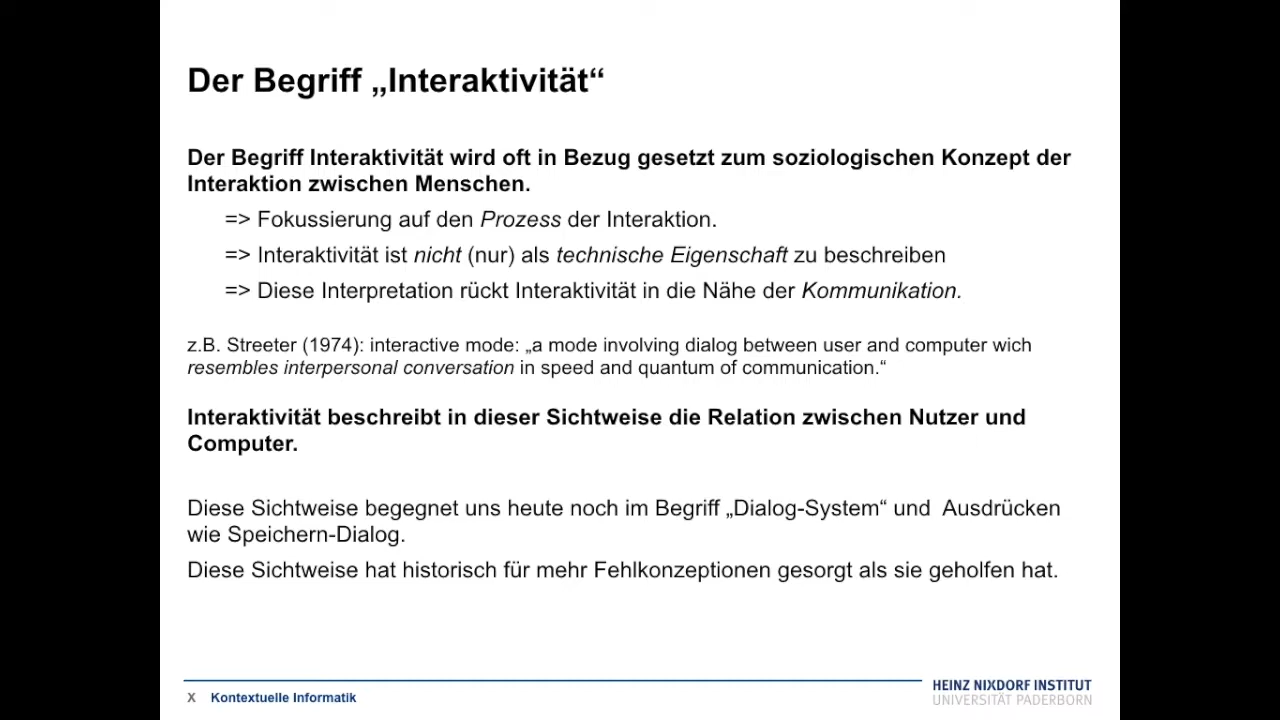 Der Begriff „Interaktivität“
Der Begriff Interaktivität wird oft in Bezug gesetzt zum soziologischen Konzept der
Interaktion zwischen Menschen.
=> Fokussierung auf den Prozess der Interaktion.
=> Interaktivität ist nicht (nur) als technische Eigenschaft zu beschreiben
=> Diese Interpretation rückt Interaktivität in die Nähe der Kommunikation.
z.B. Streeter (1974): interactive mode: „a mode involving dialog between user and computer wich
resembles interpersonal conversation in speed and quantum of communication.“
Interaktivität beschreibt in dieser Sichtweise die Relation zwischen Nutzer und
Computer.
Diese Sichtweise begegnet uns heute noch im Begriff „Dialog-System“ und  Ausdrücken
wie Speichern-Dialog.
Diese Sichtweise hat historisch für mehr Fehlkonzeptionen gesorgt als sie geholfen hat.
X Kontextuelle Informatik
HEINZ NIXDORF INSTITUT
UNIVERSITÄT PADERBORN